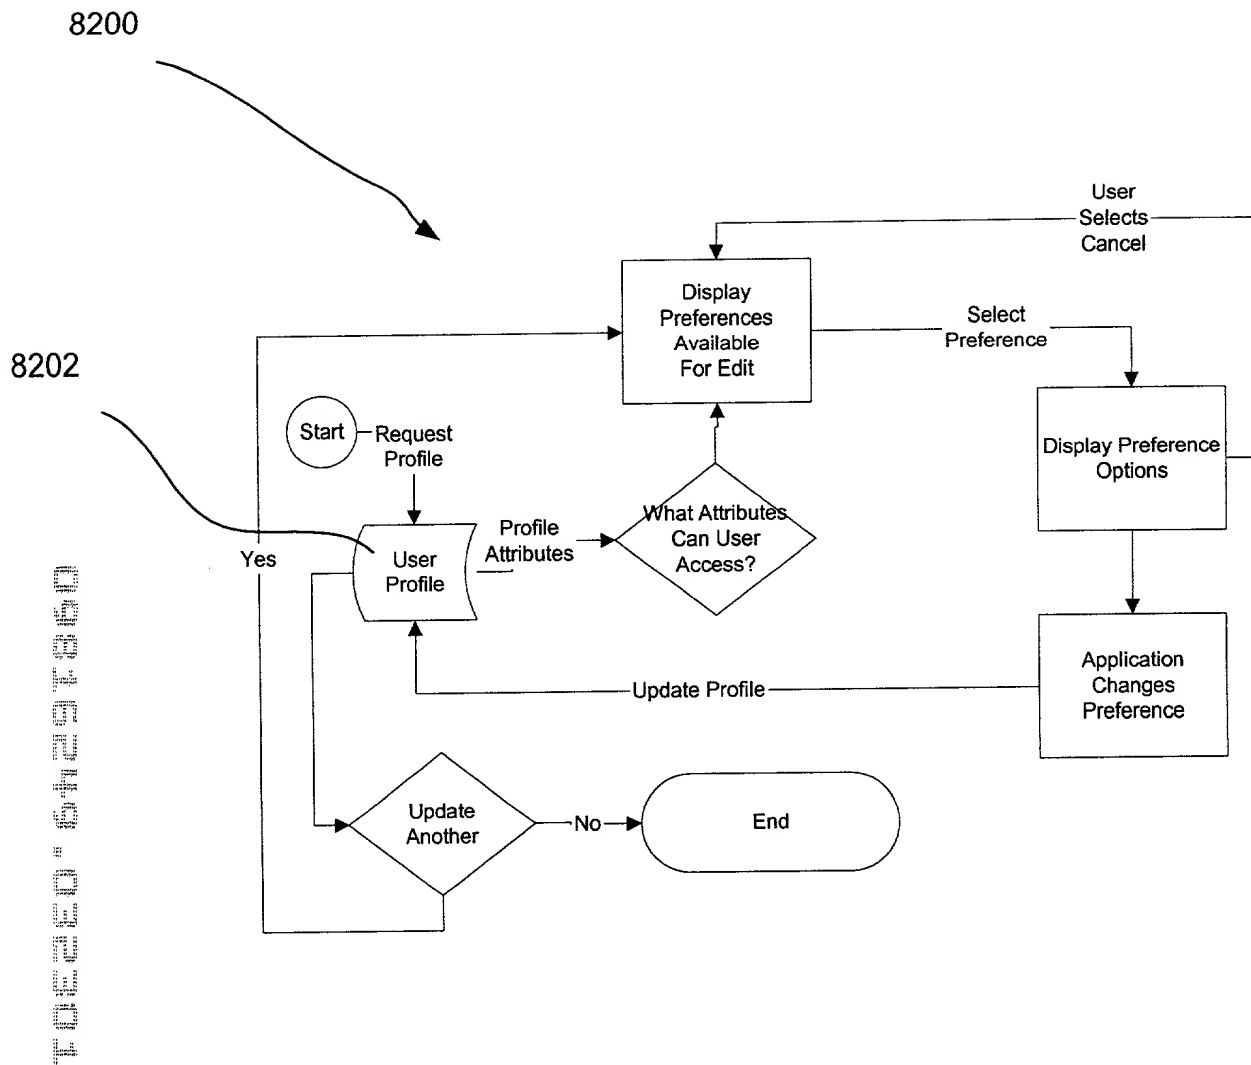 8200
User
Selects
Cancel
Display
Preferences
Available
For Edit
Select
Preference
8202
Start
Request
Profile
Display Preference
Options
What Attributes
Can User
Access?
Profile
Attributes
User
Profile
Yes
Application
Changes
Preference
Update Profile
Update
Another
No
End